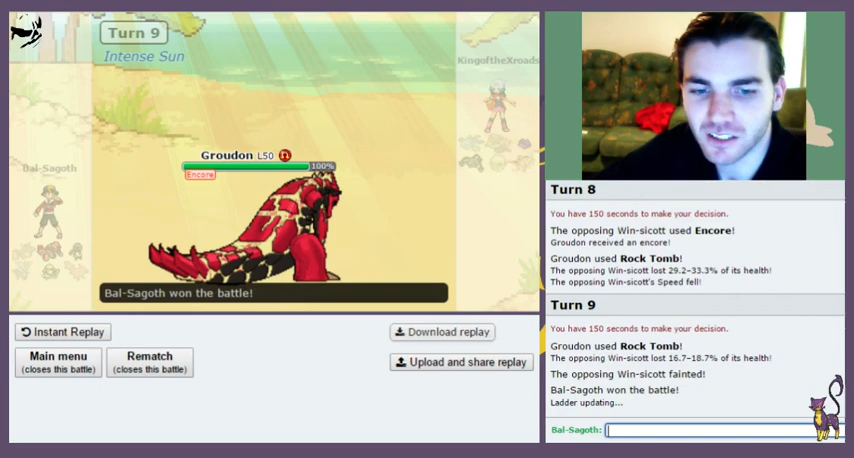 Turn 9
Intense Sun
KingoftheXroads
Bal-Sagoth
Groudon L50
100%
Encore
Bal-Sagoth won the battle!
Instant Replay
Download replay
Main menu
(closes this battle)
Rematch
(closes this battle)
Upload and share replay
Turn 8
You have 150 seconds to make your decision.
The opposing Win-sicott used Encore!
Groudon received an encore!
Groudon used Rock Tomb!
The opposing Win-sicott lost 29.2–33.3% of its health!
The opposing Win-sicott's Speed fell!
Turn 9
You have 150 seconds to make your decision.
Groudon used Rock Tomb!
The opposing Win-sicott lost 16.7–18.7% of its health!
The opposing Win-sicott fainted!
Bal-Sagoth won the battle!
Ladder updating...
Bal-Sagoth: